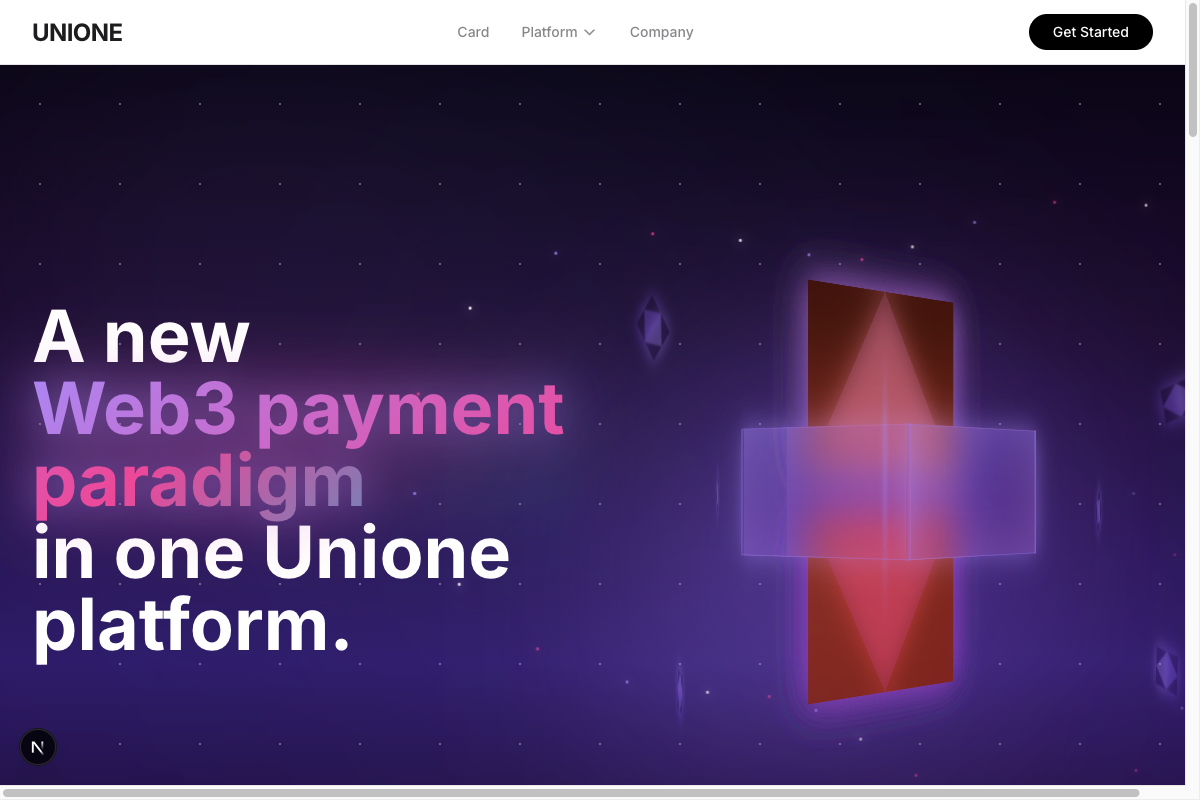 UNIONE
Card
Platform
Company
Get Started
A new
Web3 payment
paradigm
in one Unione
platform.
N